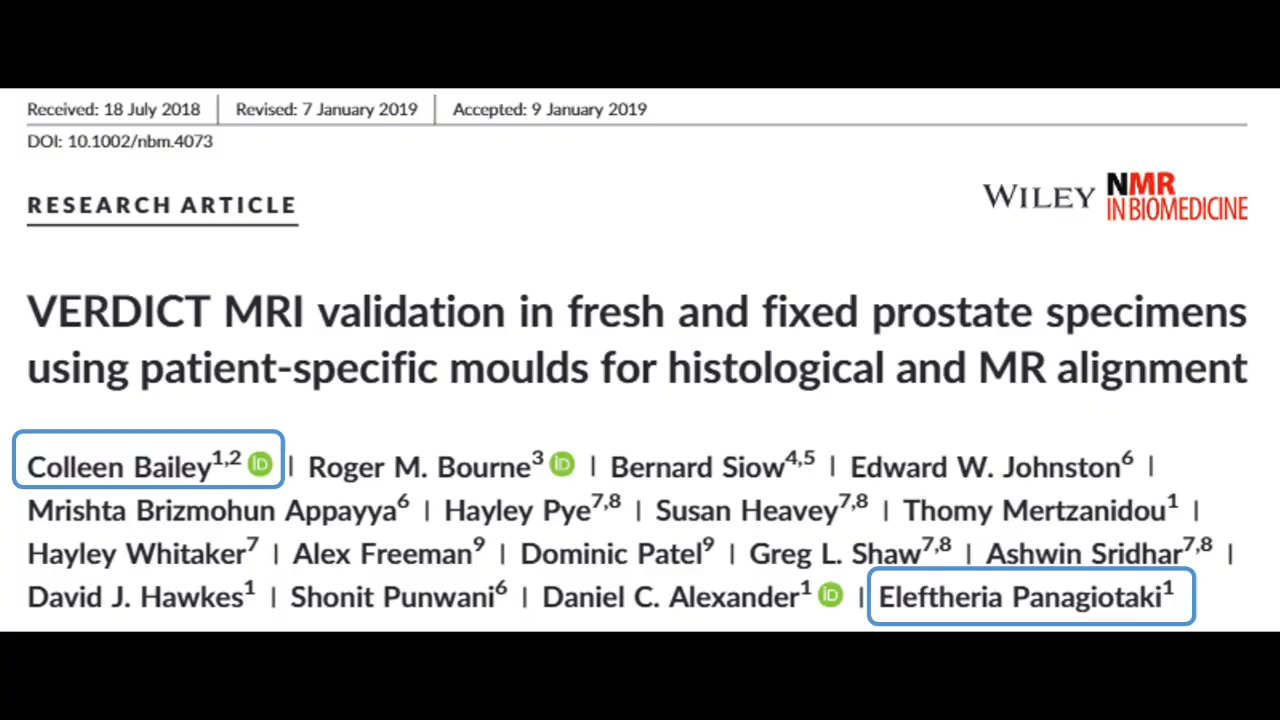 Received: 18 July 2018 | Revised: 7 January 2019 | Accepted: 9 January 2019
DOI: 10.1002/nbm.4073
RESEARCH ARTICLE
WILEY NMR
IN BIOMEDICINE
VERDICT MRI validation in fresh and fixed prostate specimens
using patient-specific moulds for histological and MR alignment
Colleen Bailey1,2 iD | Roger M. Bourne3 iD | Bernard Siow4,5 | Edward W. Johnston6 |
Mrishta Brizmohun Appayya6 | Hayley Pye7,8 | Susan Heavey7,8 | Thomy Mertzanidou1 |
Hayley Whitaker7 | Alex Freeman9 | Dominic Patel9 | Greg L. Shaw7,8 | Ashwin Sridhar7,8 |
David J. Hawkes1 | Shonit Punwani6 | Daniel C. Alexander1 iD | Eleftheria Panagiotaki1